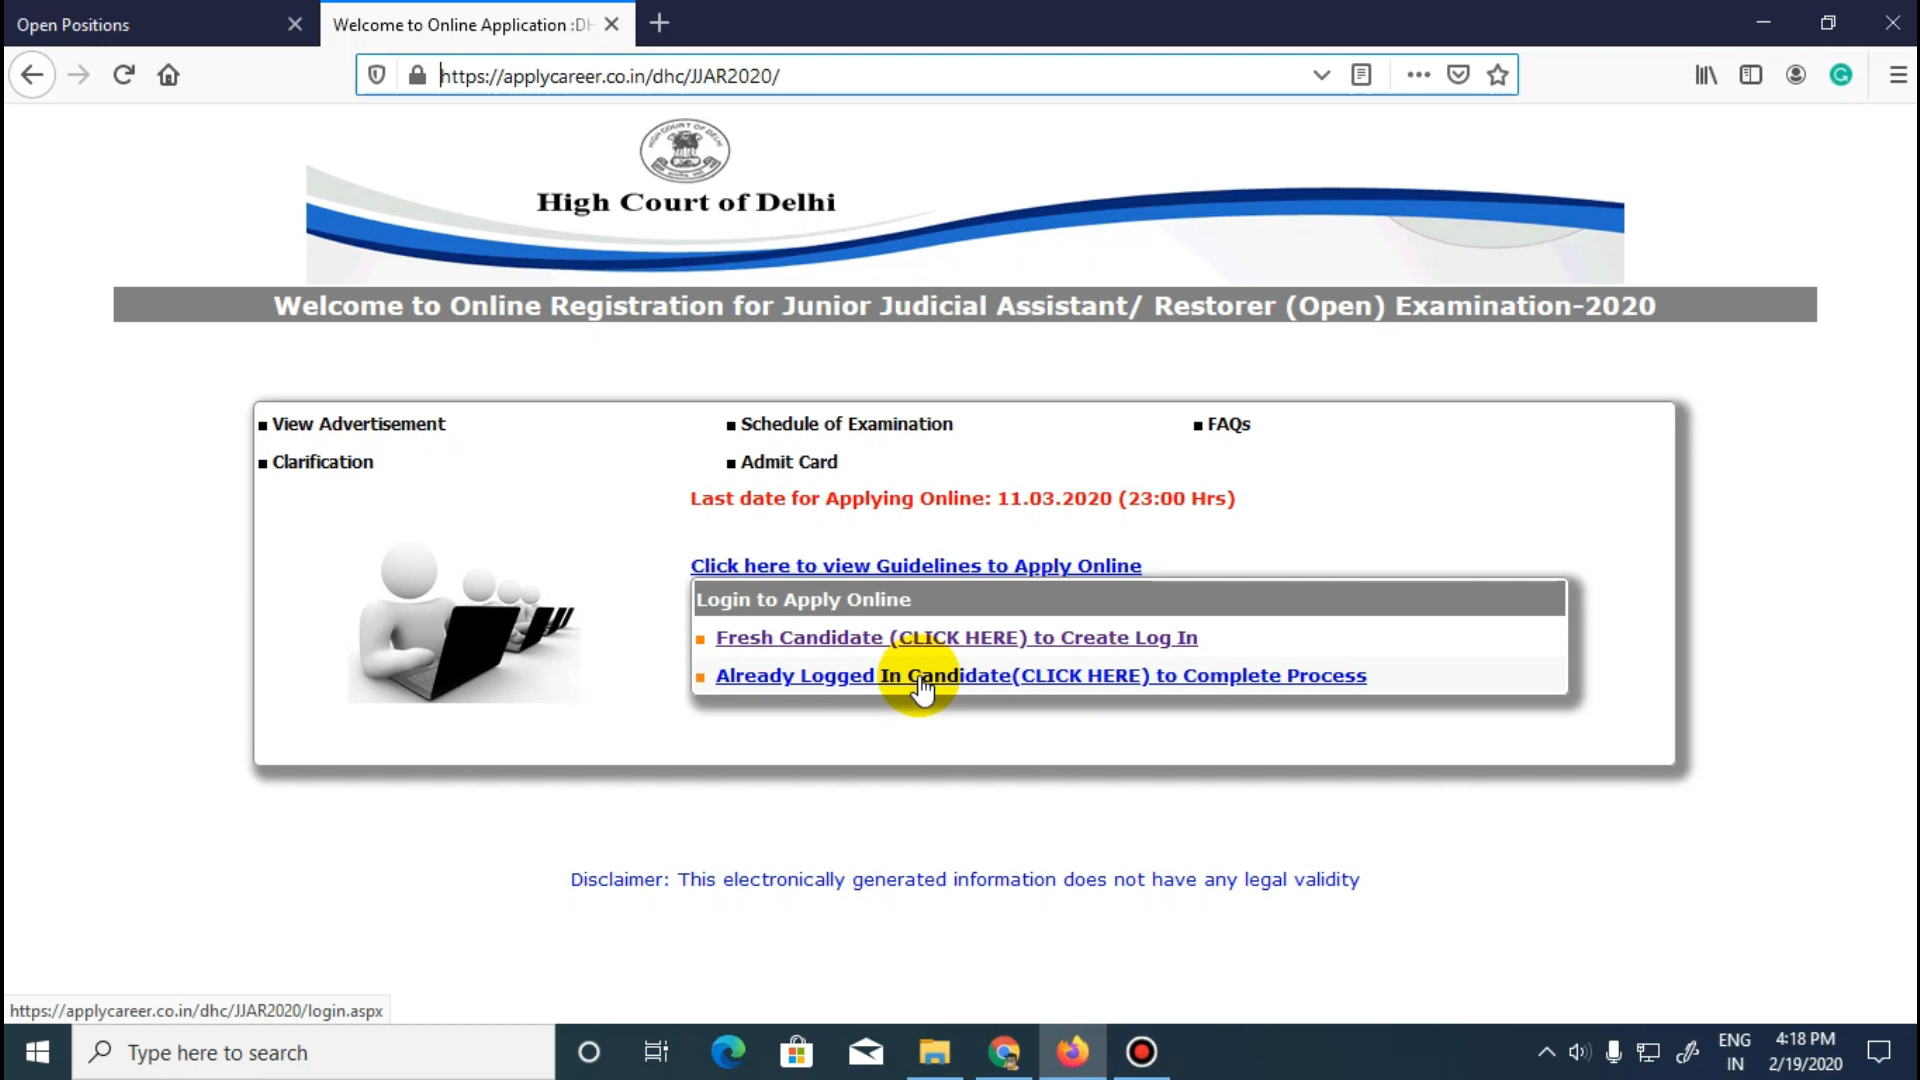 Open Positions
Welcome to Online Application :DH
https://applycareer.co.in/dhc/JJAR2020/
HIGH COURT OF DELHI
High Court of Delhi
Welcome to Online Registration for Junior Judicial Assistant/ Restorer (Open) Examination-2020
View Advertisement
Schedule of Examination
FAQs
Clarification
Admit Card
Last date for Applying Online: 11.03.2020 (23:00 Hrs)
Click here to view Guidelines to Apply Online
Login to Apply Online
Fresh Candidate (CLICK HERE) to Create Log In
Already Logged In Candidate(CLICK HERE) to Complete Process
Disclaimer: This electronically generated information does not have any legal validity
https://applycareer.co.in/dhc/JJAR2020/login.aspx
Type here to search
ENG
IN
4:18 PM
2/19/2020